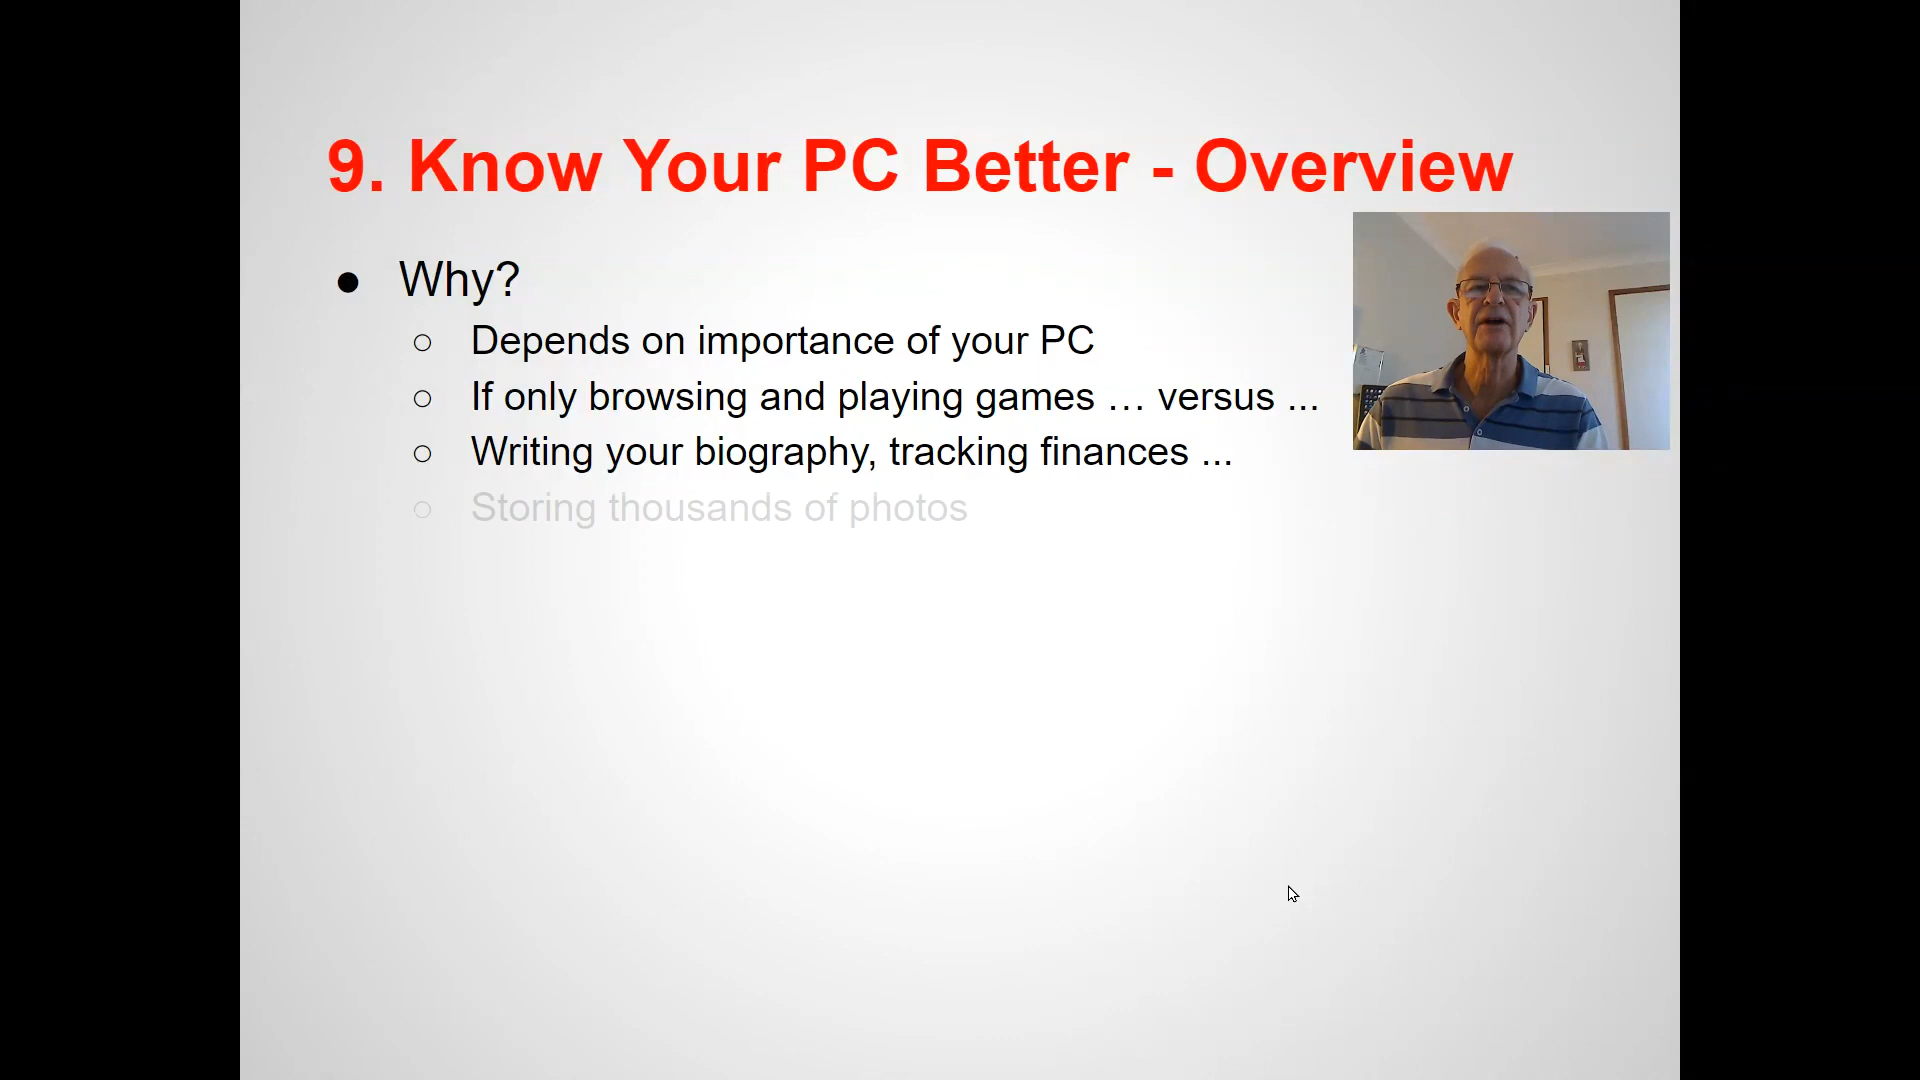 9. Know Your PC Better - Overview
● Why?
○ Depends on importance of your PC
○ If only browsing and playing games … versus ...
○ Writing your biography, tracking finances ...
○ Storing thousands of photos